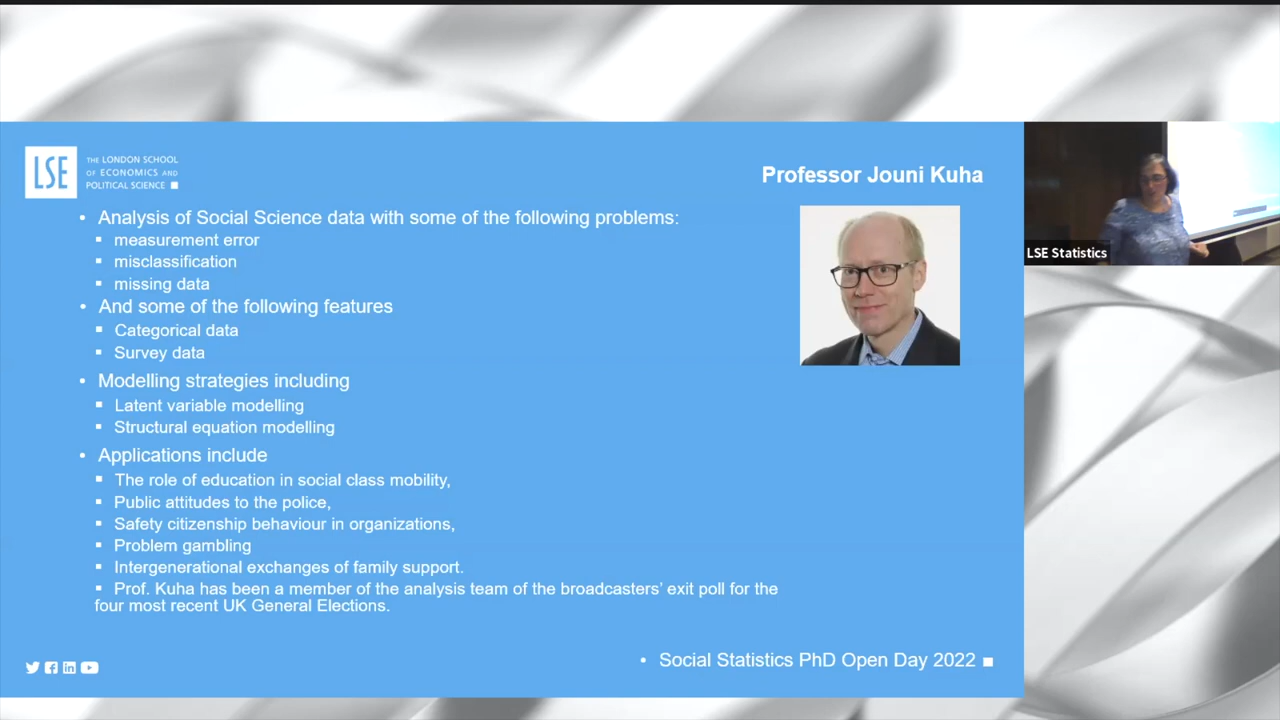 LSE
THE LONDON SCHOOL
OF ECONOMICS AND
POLITICAL SCIENCE
Professor Jouni Kuha
• Analysis of Social Science data with some of the following problems:
▪ measurement error
▪ misclassification
▪ missing data
• And some of the following features
▪ Categorical data
▪ Survey data
• Modelling strategies including
▪ Latent variable modelling
▪ Structural equation modelling
• Applications include
▪ The role of education in social class mobility,
▪ Public attitudes to the police,
▪ Safety citizenship behaviour in organizations,
▪ Problem gambling
▪ Intergenerational exchanges of family support.
▪ Prof. Kuha has been a member of the analysis team of the broadcasters’ exit poll for the
four most recent UK General Elections.
• Social Statistics PhD Open Day 2022
LSE Statistics